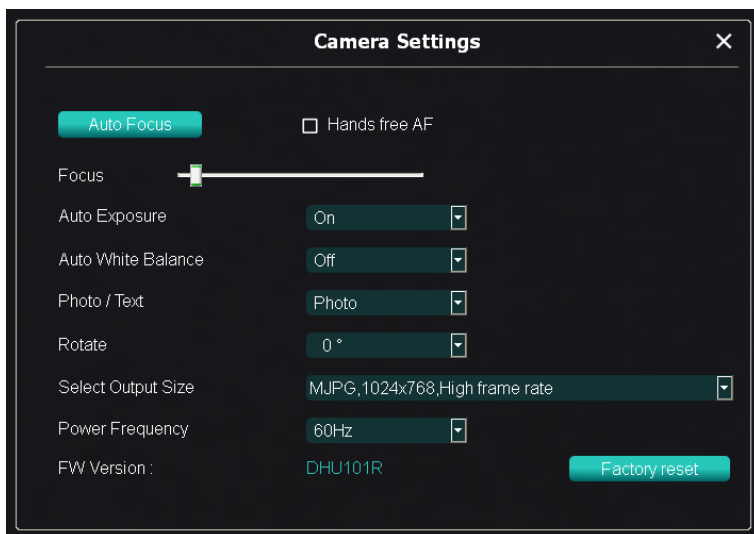 Camera Settings
Auto Focus
Hands free AF
Focus
Auto Exposure On
Auto White Balance Off
Photo / Text Photo
Rotate 0 °
Select Output Size MJPG,1024x768,High frame rate
Power Frequency 60Hz
FW Version : DHU101R Factory reset